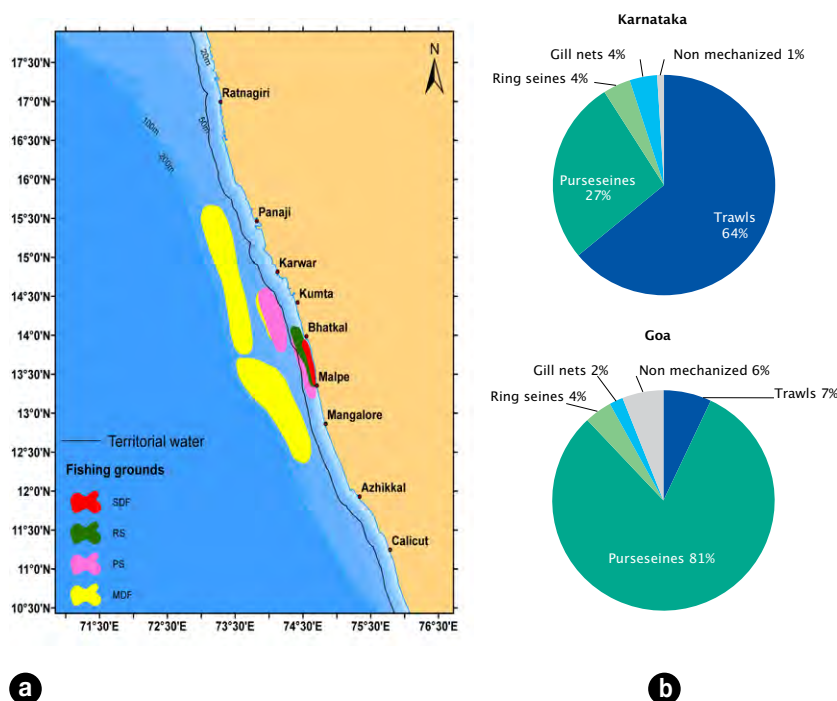 17°30'N
17°0'N
16°30'N
16°0'N
15°30'N
15°0'N
14°30'N
14°0'N
13°30'N
13°0'N
12°30'N
12°0'N
11°30'N
11°0'N
10°30'N
71°30'E 72°30'E 73°30'E 74°30'E 75°30'E 76°30'E
N
20m
50m
100m
200m
Ratnagiri
Panaji
Karwar
Kumta
Bhatkal
Malpe
Mangalore
Azhikkal
Calicut
Territorial water
Fishing grounds
SDF
RS
PS
MDF
a
Karnataka
Gill nets 4%
Non mechanized 1%
Ring seines 4%
Purseseines
27%
Trawls
64%
Goa
Gill nets 2%
Non mechanized 6%
Ring seines 4%
Trawls 7%
Purseseines 81%
b